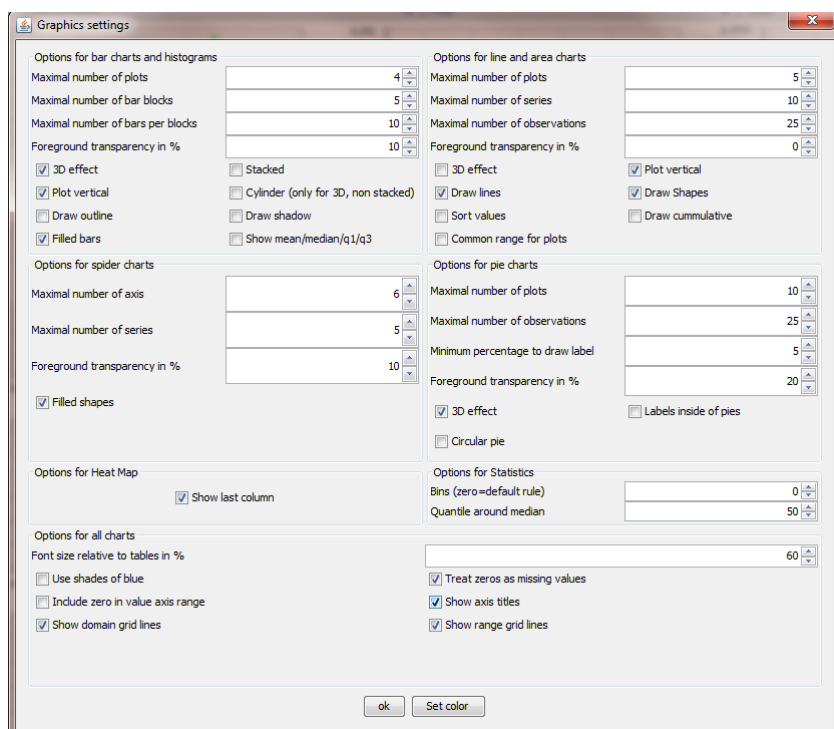 Graphics settings
Options for bar charts and histograms
Maximal number of plots 4
Maximal number of bar blocks 5
Maximal number of bars per blocks 10
Foreground transparency in % 10
3D effect Stacked
Plot vertical Cylinder (only for 3D, non stacked)
Draw outline Draw shadow
Filled bars Show mean/median/q1/q3
Options for line and area charts
Maximal number of plots 5
Maximal number of series 10
Maximal number of observations 25
Foreground transparency in % 0
3D effect Plot vertical
Draw lines Draw Shapes
Sort values Draw cummulative
Common range for plots
Options for spider charts
Maximal number of axis 6
Maximal number of series 5
Foreground transparency in % 10
Filled shapes
Options for pie charts
Maximal number of plots 10
Maximal number of observations 25
Minimum percentage to draw label 5
Foreground transparency in % 20
3D effect Labels inside of pies
Circular pie
Options for Heat Map
Show last column
Options for Statistics
Bins (zero=default rule) 0
Quantile around median 50
Options for all charts
Font size relative to tables in % 60
Use shades of blue Treat zeros as missing values
Include zero in value axis range Show axis titles
Show domain grid lines Show range grid lines
ok Set color